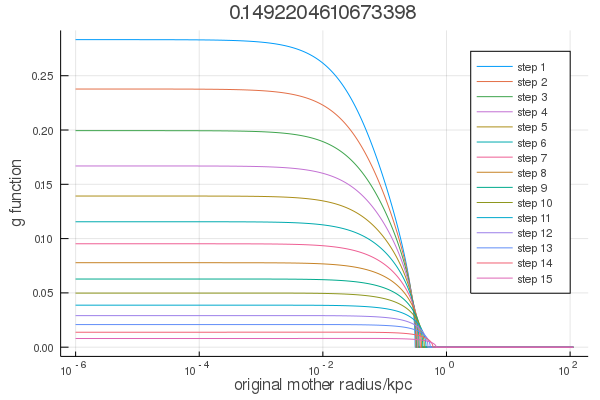 0.1492204610673398
g function
0.25
0.20
0.15
0.10
0.05
0.00
step 1
step 2
step 3
step 4
step 5
step 6
step 7
step 8
step 9
step 10
step 11
step 12
step 13
step 14
step 15
10^-6 10^-4 10^-2 10^0 10^2
original mother radius/kpc